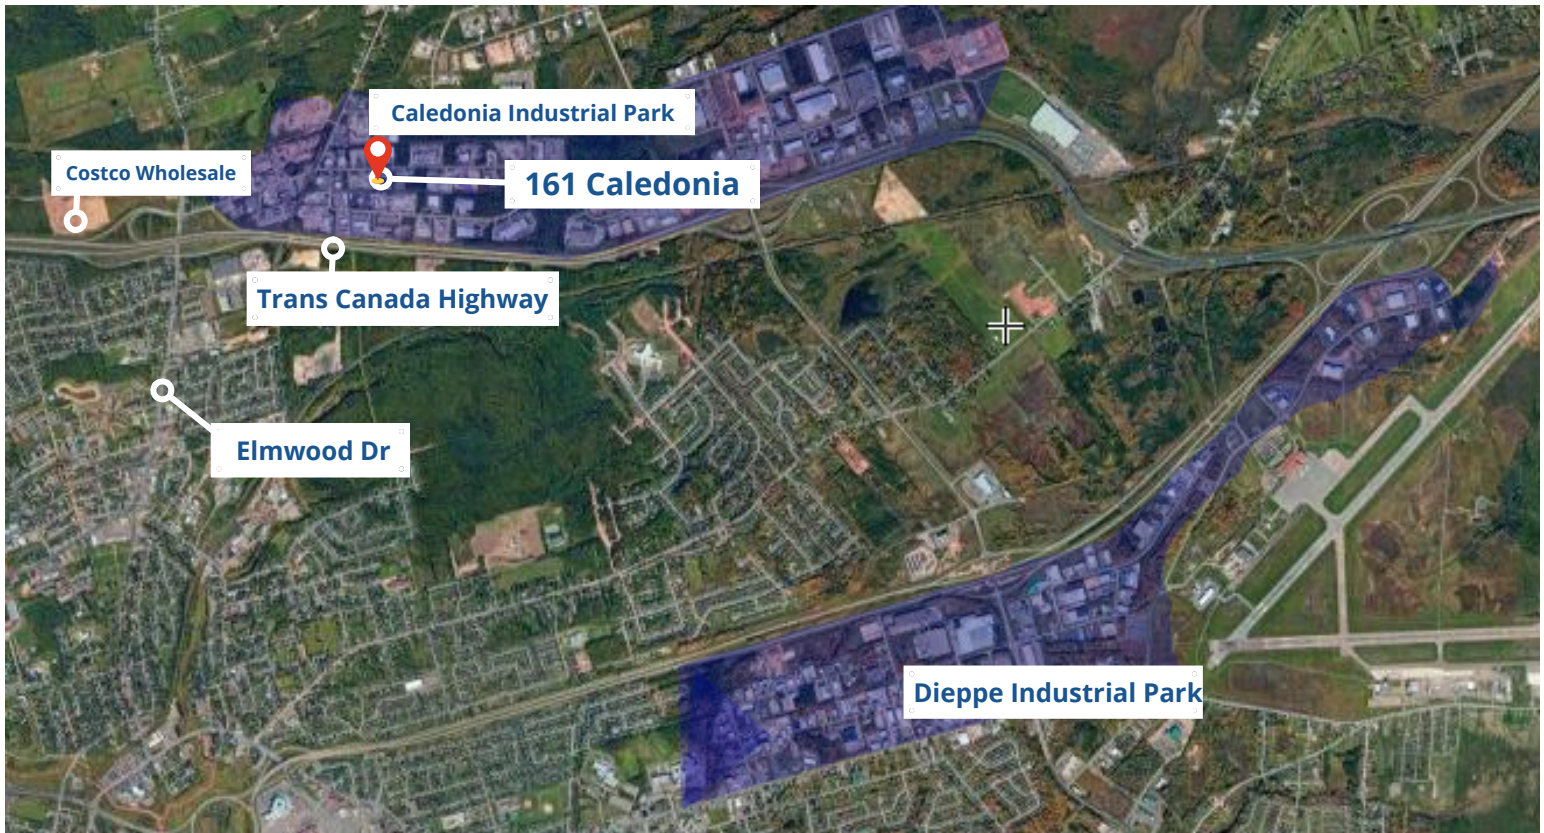 Caledonia Industrial Park
Costco Wholesale
161 Caledonia
Trans Canada Highway
Elmwood Dr
Dieppe Industrial Park